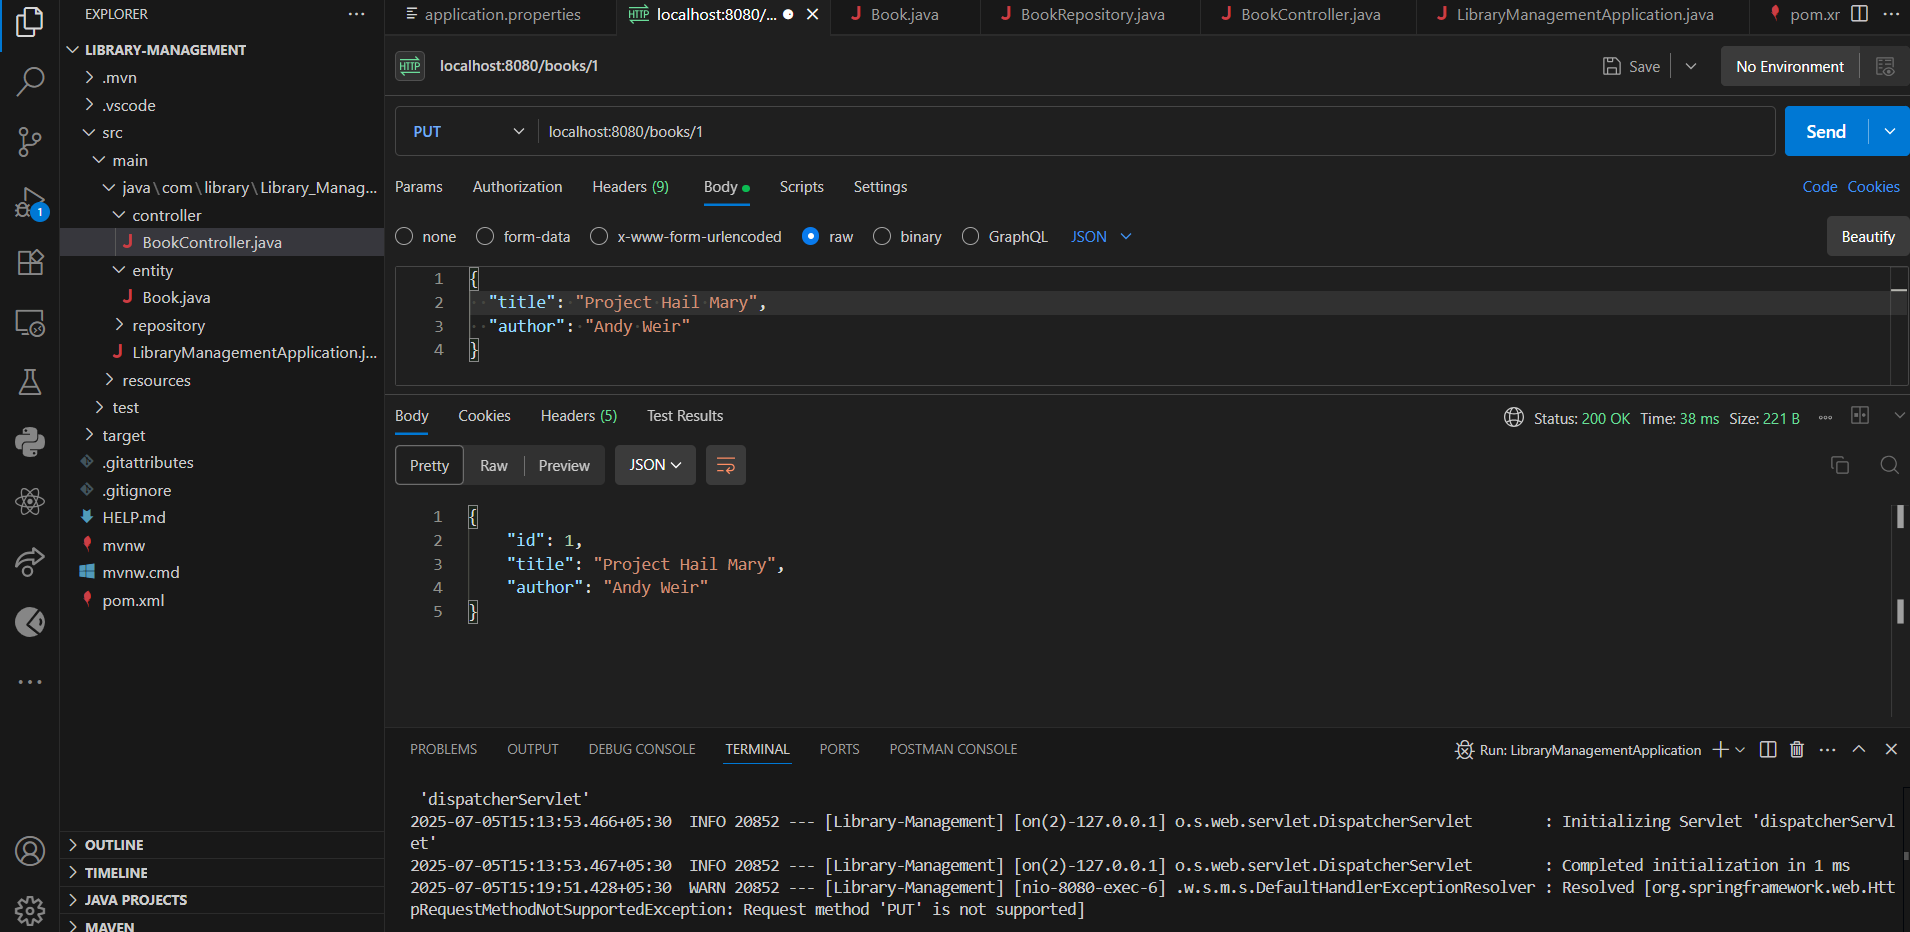 EXPLORER
LIBRARY-MANAGEMENT
.mvn
.vscode
src
main
java\com\library\Library_Manag...
controller
BookController.java
entity
Book.java
repository
LibraryManagementApplication.j...
resources
test
target
.gitattributes
.gitignore
HELP.md
mvnw
mvnw.cmd
pom.xml
OUTLINE
TIMELINE
JAVA PROJECTS
MAVEN
1
application.properties
HTTP localhost:8080/...
Book.java
BookRepository.java
BookController.java
LibraryManagementApplication.java
pom.xr
HTTP localhost:8080/books/1
Save
No Environment
PUT localhost:8080/books/1
Send
Params Authorization Headers (9) Body Scripts Settings
Code Cookies
none form-data x-www-form-urlencoded raw binary GraphQL JSON
Beautify
1 {
2 "title": "Project Hail Mary",
3 "author": "Andy Weir"
4 }
Body Cookies Headers (5) Test Results
Status: 200 OK Time: 38 ms Size: 221 B
Pretty Raw Preview JSON
1 {
2 "id": 1,
3 "title": "Project Hail Mary",
4 "author": "Andy Weir"
5 }
PROBLEMS OUTPUT DEBUG CONSOLE TERMINAL PORTS POSTMAN CONSOLE
Run: LibraryManagementApplication
'dispatcherServlet'
2025-07-05T15:13:53.466+05:30 INFO 20852 --- [Library-Management] [on(2)-127.0.0.1] o.s.web.servlet.DispatcherServlet : Initializing Servlet 'dispatcherServl
et'
2025-07-05T15:13:53.467+05:30 INFO 20852 --- [Library-Management] [on(2)-127.0.0.1] o.s.web.servlet.DispatcherServlet : Completed initialization in 1 ms
2025-07-05T15:19:51.428+05:30 WARN 20852 --- [Library-Management] [nio-8080-exec-6] .w.s.m.s.DefaultHandlerExceptionResolver : Resolved [org.springframework.web.Htt
pRequestMethodNotSupportedException: Request method 'PUT' is not supported]